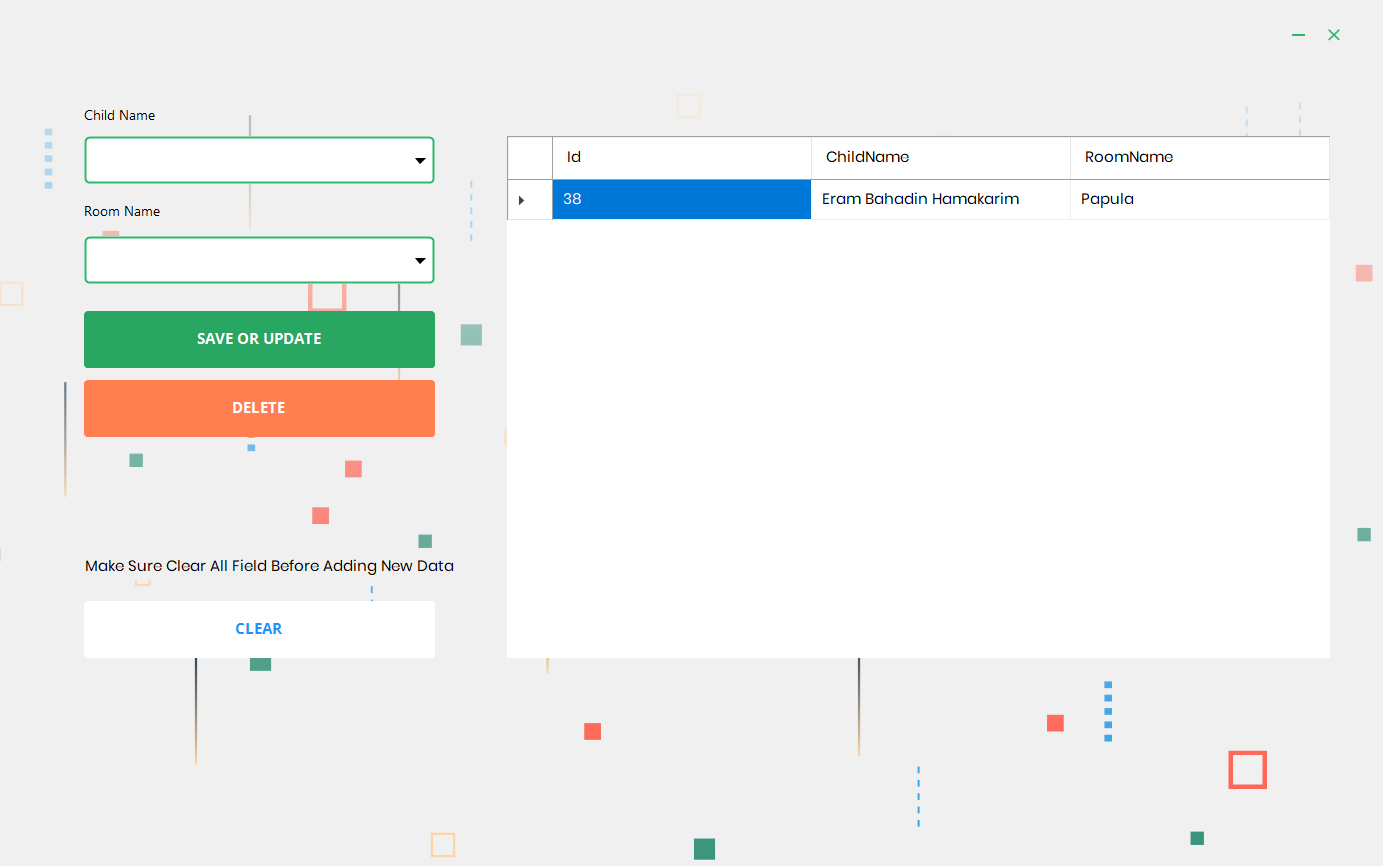 Child Name
Room Name
SAVE OR UPDATE
DELETE
Make Sure Clear All Field Before Adding New Data
CLEAR
Id ChildName RoomName
38 Eram Bahadin Hamakarim Papula